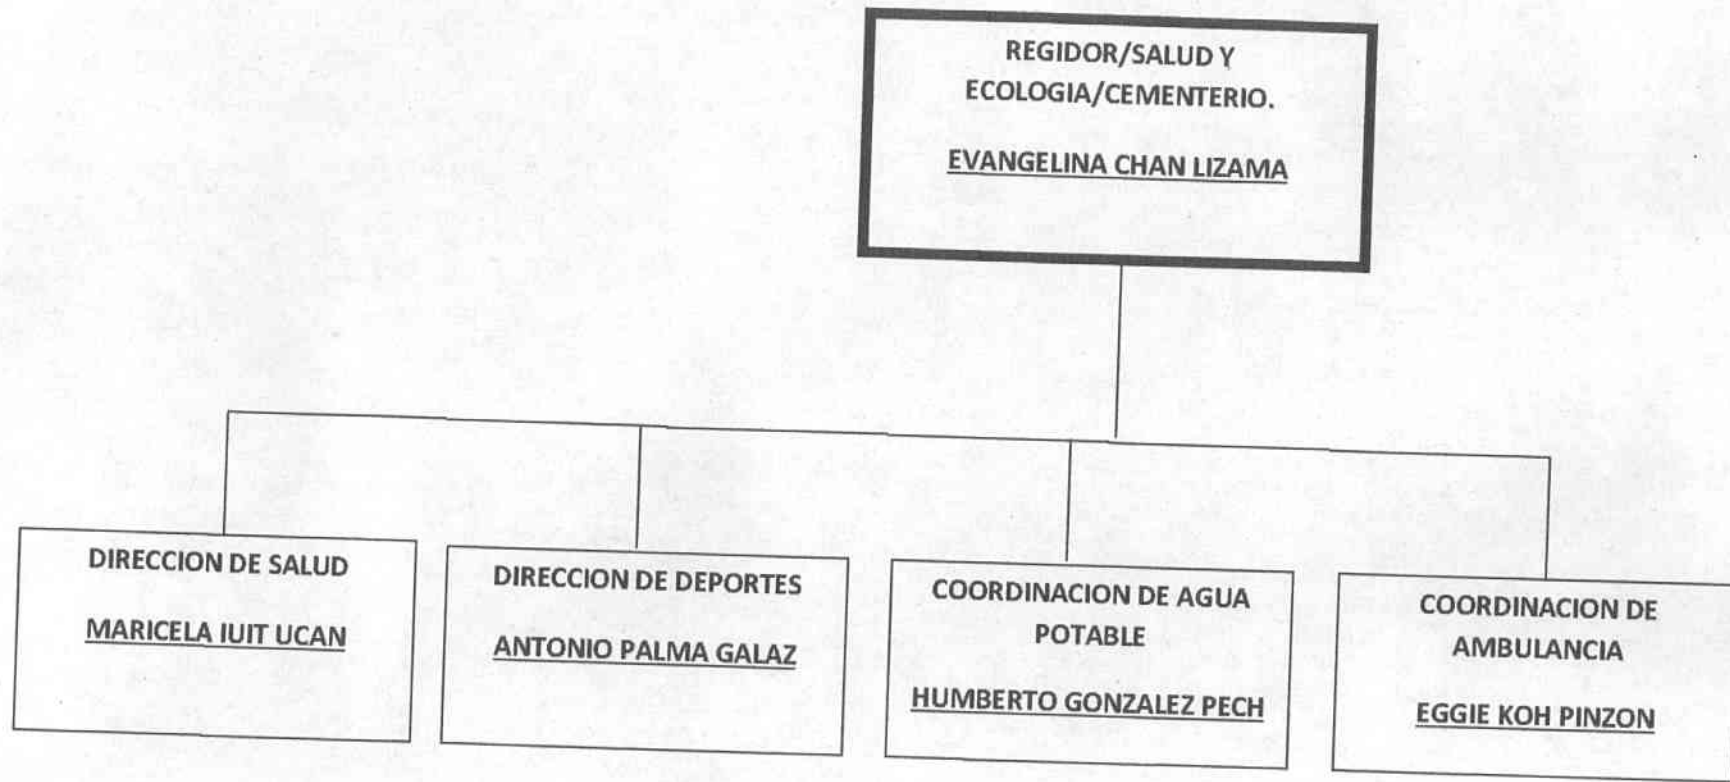 REGIDOR/SALUD Y
ECOLOGIA/CEMENTERIO.
EVANGELINA CHAN LIZAMA
DIRECCION DE SALUD
MARICELA IUIT UCAN
DIRECCION DE DEPORTES
ANTONIO PALMA GALAZ
COORDINACION DE AGUA
POTABLE
HUMBERTO GONZALEZ PECH
COORDINACION DE
AMBULANCIA
EGGIE KOH PINZON